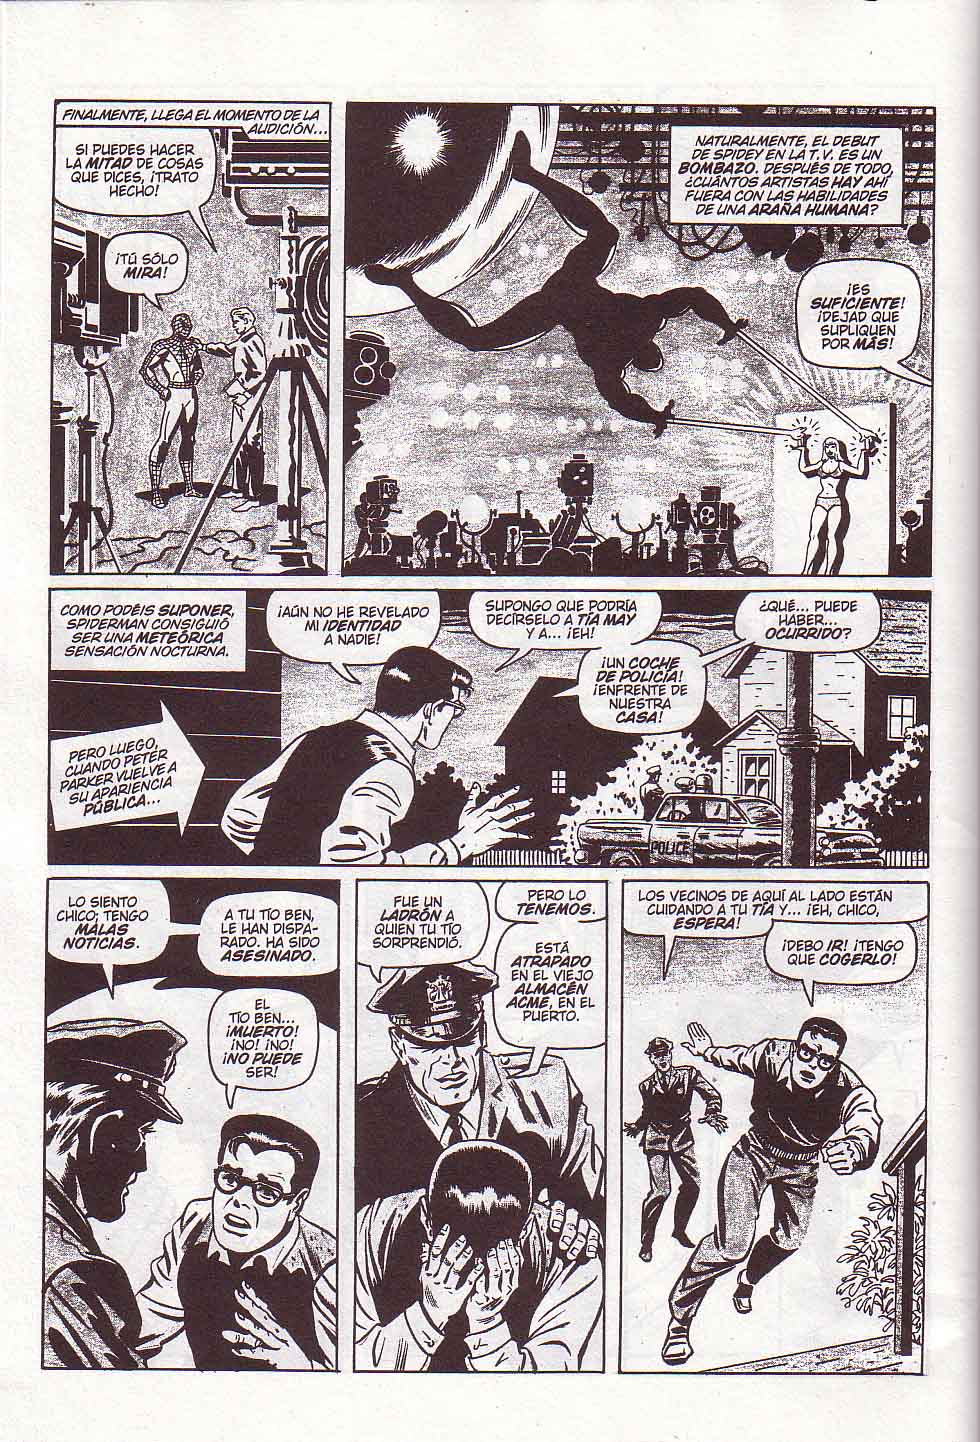 FINALMENTE, LLEGA EL MOMENTO DE LA
AUDICIÓN...
SI PUEDES HACER
LA MITAD DE COSAS
QUE DICES, ¡TRATO
HECHO!
¡TÚ SÓLO
MIRA!
NATURALMENTE, EL DEBUT
DE SPIDEY EN LA T.V. ES UN
BOMBAZO. DESPUÉS DE TODO,
¿CUÁNTOS ARTISTAS HAY AHÍ
FUERA CON LAS HABILIDADES
DE UNA ARAÑA HUMANA?
¡ES
SUFICIENTE!
¡DEJAD QUE
SUPLIQUEN
POR MÁS!
COMO PODÉIS SUPONER,
SPIDERMAN CONSIGUIÓ
SER UNA METEÓRICA
SENSACIÓN NOCTURNA.
PERO LUEGO,
CUANDO PETER
PARKER VUELVE A
SU APARIENCIA
PÚBLICA...
¡AÚN NO HE REVELADO
MI IDENTIDAD
A NADIE!
SUPONGO QUE PODRÍA
DECÍRSELO A TÍA MAY
Y A... ¡EH!
¡UN COCHE
DE POLICÍA!
¡ENFRENTE DE
NUESTRA
CASA!
¿QUÉ... PUEDE
HABER...
OCURRIDO?
POLICE
LO SIENTO
CHICO; TENGO
MALAS
NOTICIAS.
A TU TÍO BEN,
LE HAN DISPA-
RADO. HA SIDO
ASESINADO.
EL
TÍO BEN...
¡MUERTO!
¡NO! ¡NO!
¡NO PUEDE
SER!
FUE UN
LADRÓN A
QUIEN TU TÍO
SORPRENDIÓ.
PERO LO
TENEMOS.
ESTÁ
ATRAPADO
EN EL VIEJO
ALMACÉN
ACME, EN EL
PUERTO.
LOS VECINOS DE AQUÍ AL LADO ESTÁN
CUIDANDO A TU TÍA Y... ¡EH, CHICO,
ESPERA!
¡DEBO IR! ¡TENGO
QUE COGERLO!